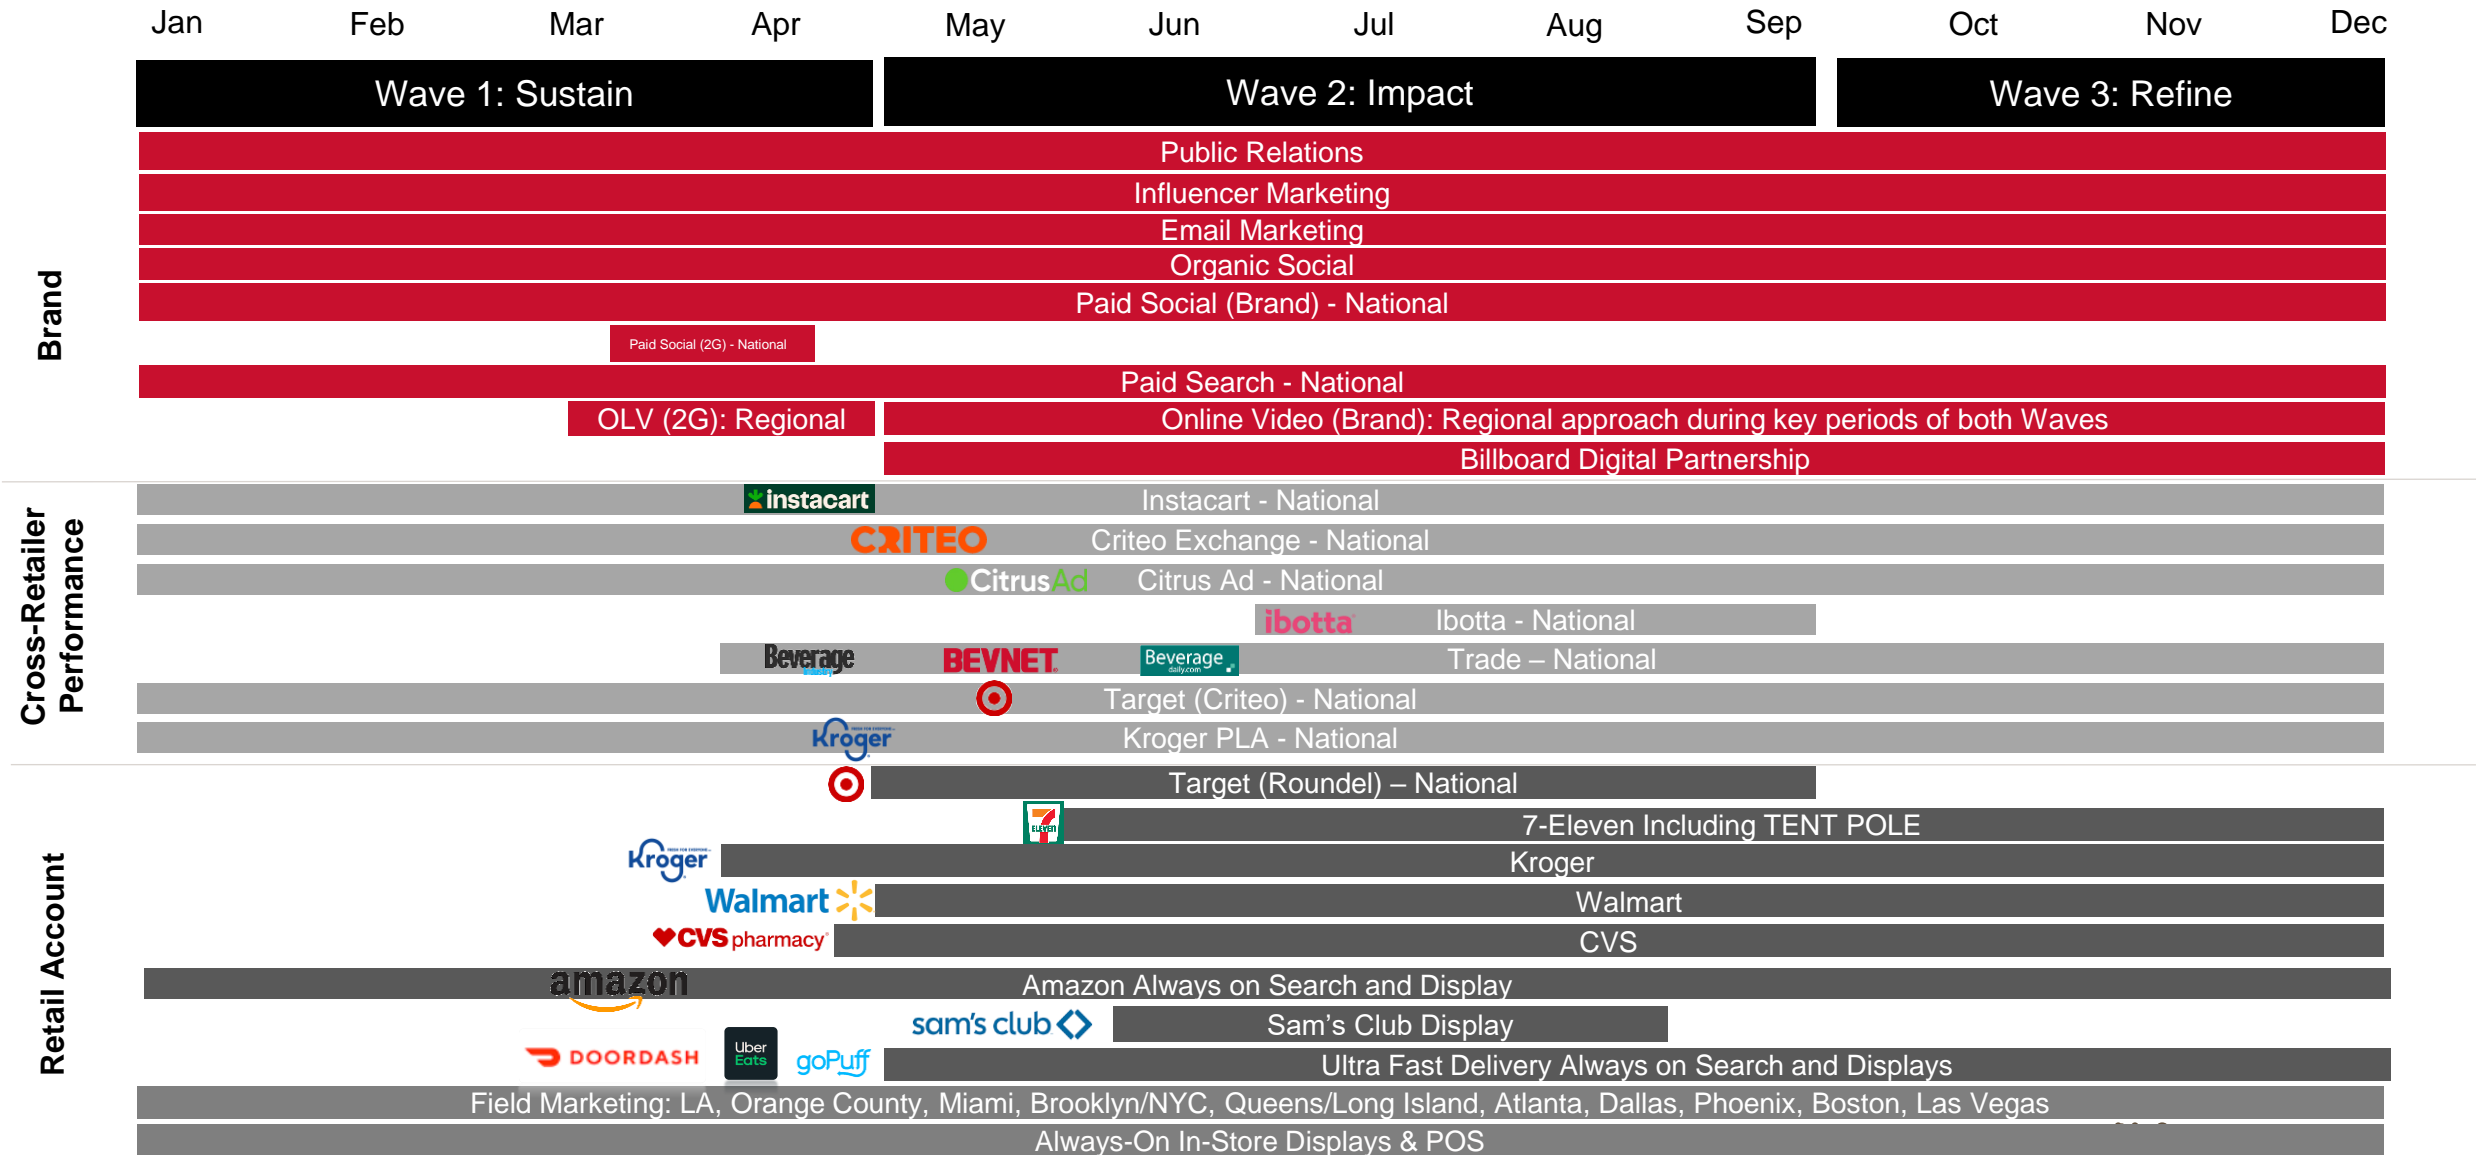 Jan Feb Mar Apr May Jun Jul Aug Sep Oct Nov Dec
Wave 1: Sustain
Wave 2: Impact
Wave 3: Refine
Brand
Public Relations
Influencer Marketing
Email Marketing
Organic Social
Paid Social (Brand) - National
Paid Social (2G) - National
Paid Search - National
OLV (2G): Regional
Online Video (Brand): Regional approach during key periods of both Waves
Billboard Digital Partnership
Cross-Retailer
Performance
instacart
Instacart - National
CRITEO
Criteo Exchange - National
CitrusAd
Citrus Ad - National
ibotta
Ibotta - National
Beverage
industry
BEVNET
Beverage
daily.com
Trade – National
Target (Criteo) - National
Kroger
Kroger PLA - National
Retail Account
Target (Roundel) – National
7
ELEVEN
7-Eleven Including TENT POLE
Kroger
Kroger
Walmart
Walmart
CVS pharmacy
CVS
amazon
Amazon Always on Search and Display
sam's club
Sam's Club Display
DOORDASH
Uber
Eats
goPuff
Ultra Fast Delivery Always on Search and Displays
Field Marketing: LA, Orange County, Miami, Brooklyn/NYC, Queens/Long Island, Atlanta, Dallas, Phoenix, Boston, Las Vegas
Always-On In-Store Displays & POS